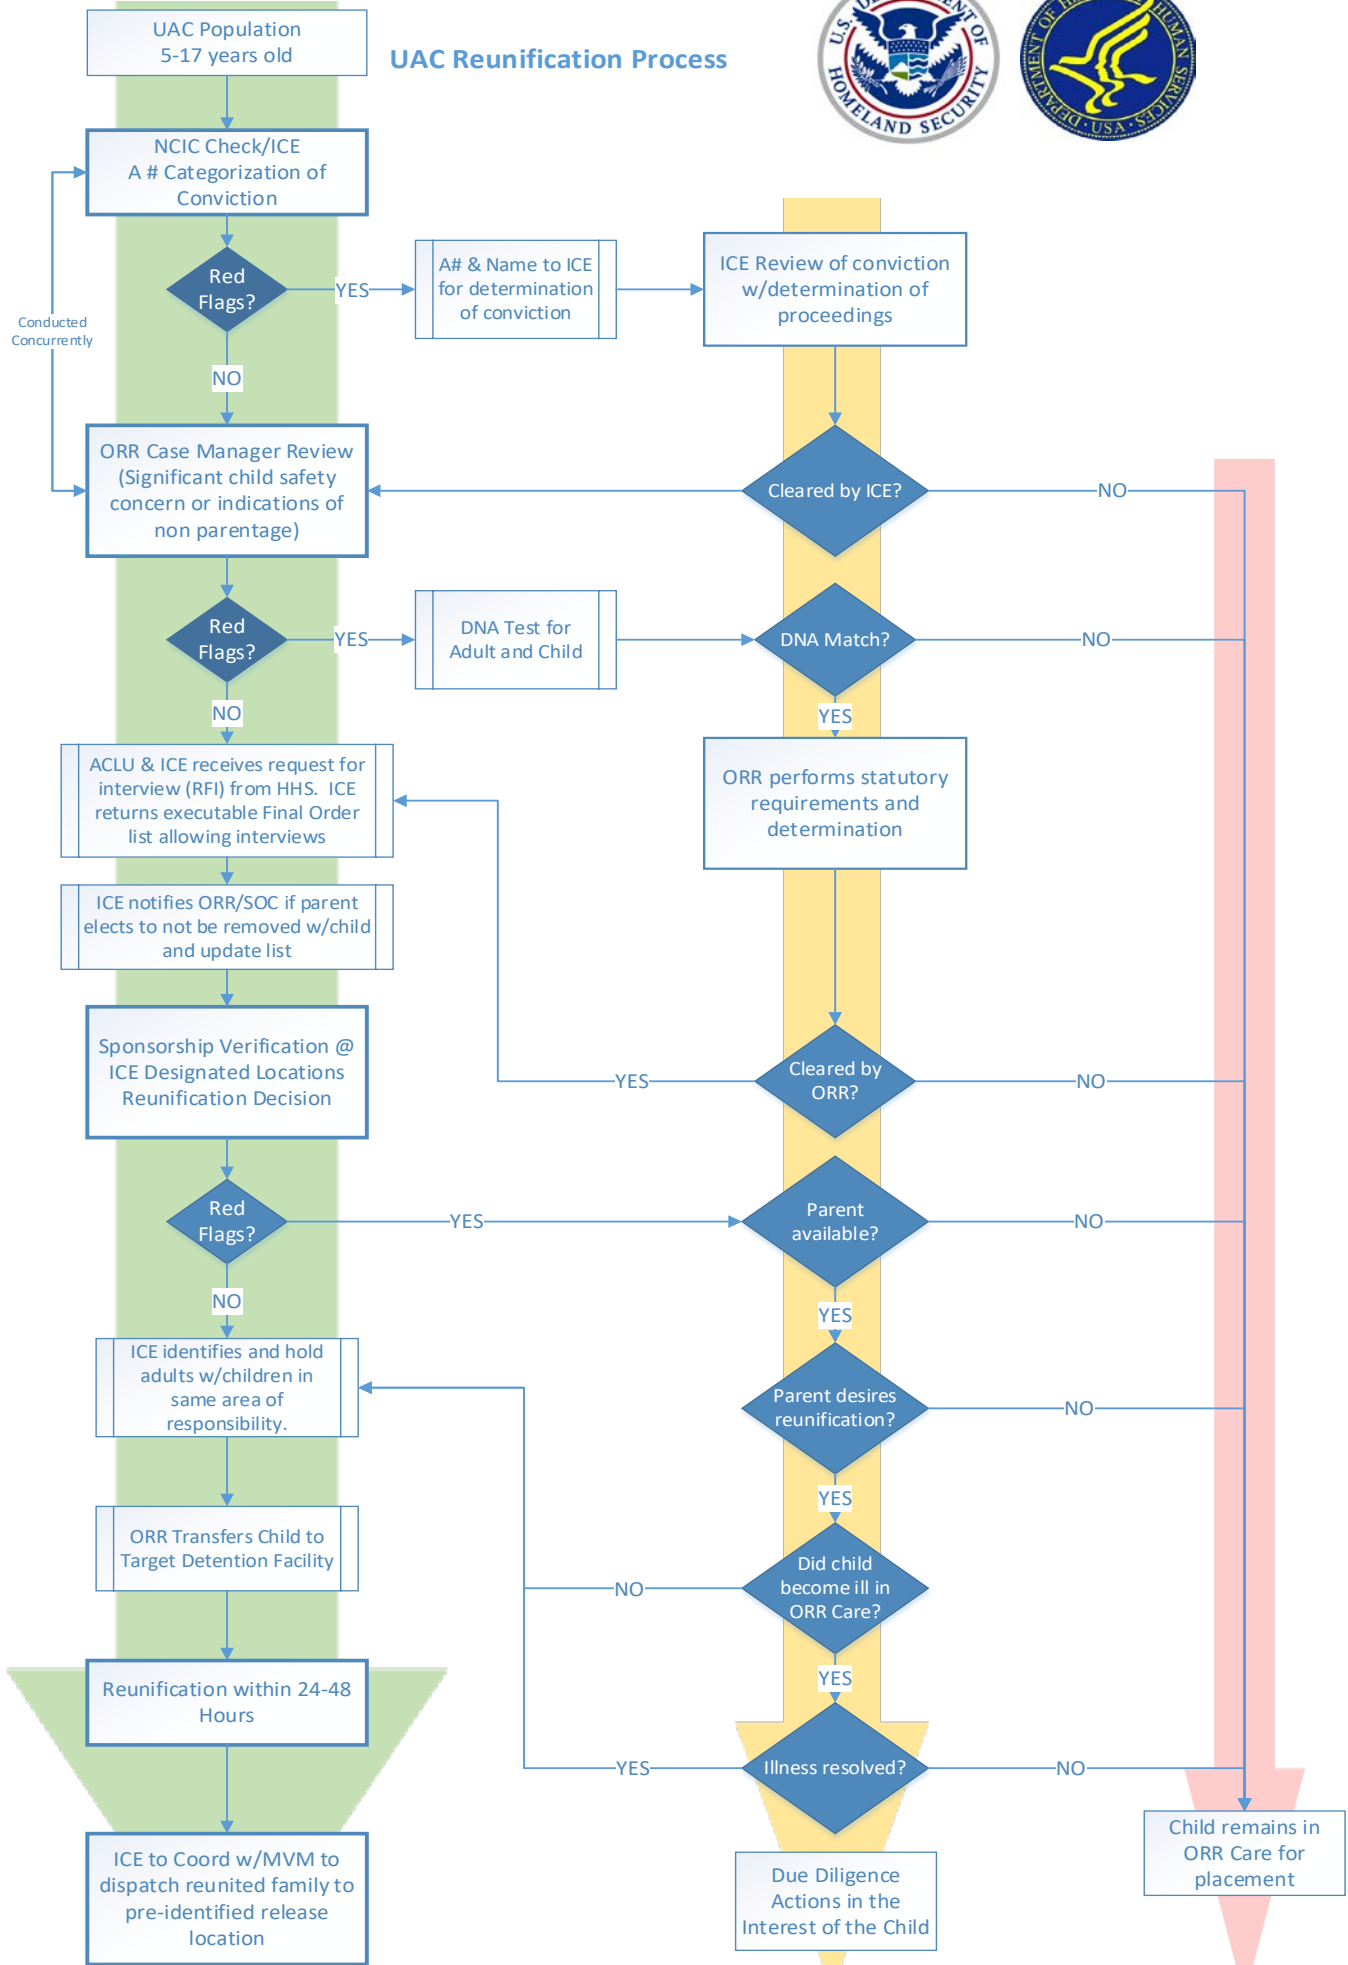 UAC Population
5-17 years old
UAC Reunification Process
U.S. DEPARTMENT OF
HOMELAND SECURITY
DEPARTMENT OF HEALTH HUMAN SERVICES · USA
NCIC Check/ICE
A # Categorization of
Conviction
Conducted
Concurrently
Red
Flags?
YES
A# & Name to ICE
for determination
of conviction
ICE Review of conviction
w/determination of
proceedings
NO
ORR Case Manager Review
(Significant child safety
concern or indications of
non parentage)
Cleared by ICE?
NO
Red
Flags?
YES
DNA Test for
Adult and Child
DNA Match?
NO
NO
YES
ACLU & ICE receives request for
interview (RFI) from HHS.  ICE
returns executable Final Order
list allowing interviews
ORR performs statutory
requirements and
determination
ICE notifies ORR/SOC if parent
elects to not be removed w/child
and update list
Sponsorship Verification @
ICE Designated Locations
Reunification Decision
YES
Cleared by
ORR?
NO
Red
Flags?
YES
Parent
available?
NO
NO
YES
ICE identifies and hold
adults w/children in
same area of
responsibility.
Parent desires
reunification?
NO
YES
ORR Transfers Child to
Target Detention Facility
NO
Did child
become ill in
ORR Care?
YES
Reunification within 24-48
Hours
YES
Illness resolved?
NO
ICE to Coord w/MVM to
dispatch reunited family to
pre-identified release
location
Due Diligence
Actions in the
Interest of the Child
Child remains in
ORR Care for
placement